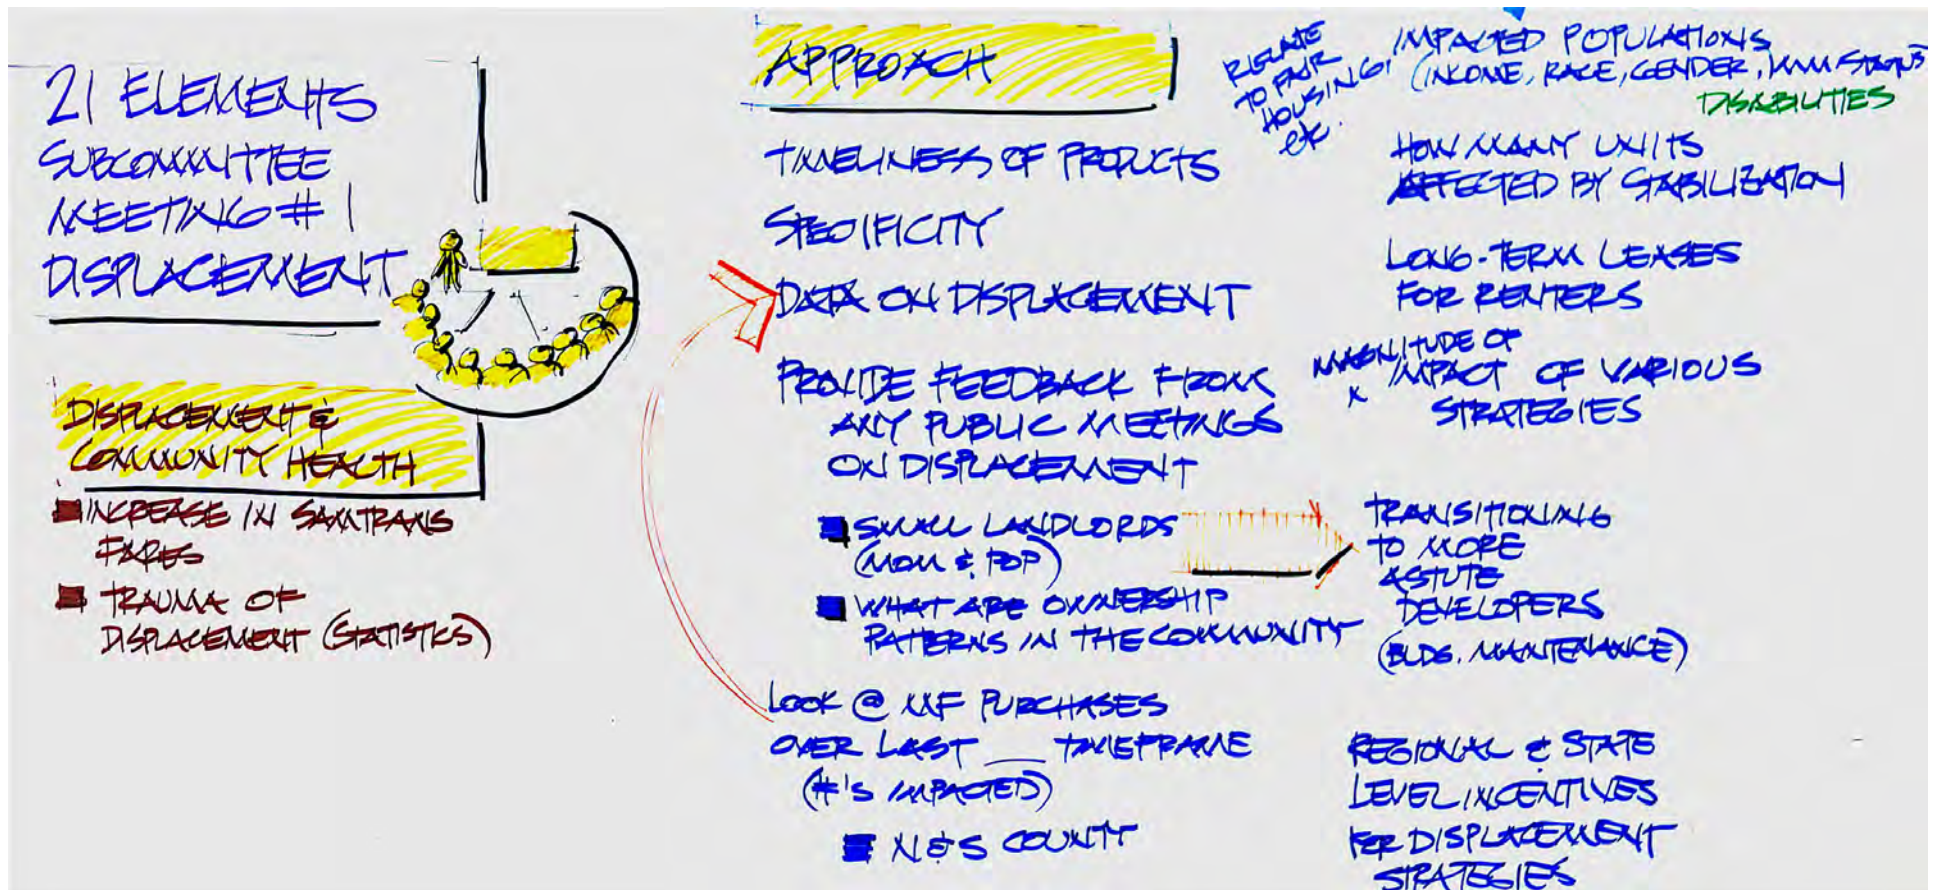 21 ELEMENTS
SUBCOMMITTEE
MEETING # 1
DISPLACEMENT
DISPLACEMENT &
COMMUNITY HEALTH
INCREASE IN SAMTRANS
FARES
TRAUMA OF
DISPLACEMENT (STATISTICS)
APPROACH
TIMELINESS OF PRODUCTS
SPECIFICITY
DATA ON DISPLACEMENT
PROVIDE FEEDBACK FROM
ANY PUBLIC MEETINGS
ON DISPLACEMENT
SMALL LANDLORDS
(MOM & POP)
WHAT ARE OWNERSHIP
PATTERNS IN THE COMMUNITY
LOOK @ MF PURCHASES
OVER LAST __ TIMEFRAME
(#'S IMPACTED)
N & S COUNTY
RELATE
TO FAIR
HOUSING,
etc.
IMPACTED POPULATIONS
(INCOME, RACE, GENDER, IMM STATUS
DISABILITIES
HOW MANY UNITS
AFFECTED BY STABILIZATION
LONG-TERM LEASES
FOR RENTERS
MAGNITUDE OF
IMPACT OF VARIOUS
STRATEGIES
TRANSITIONING
TO MORE
ASTUTE
DEVELOPERS
(BLDG. MAINTENANCE)
REGIONAL & STATE
LEVEL INCENTIVES
FOR DISPLACEMENT
STRATEGIES